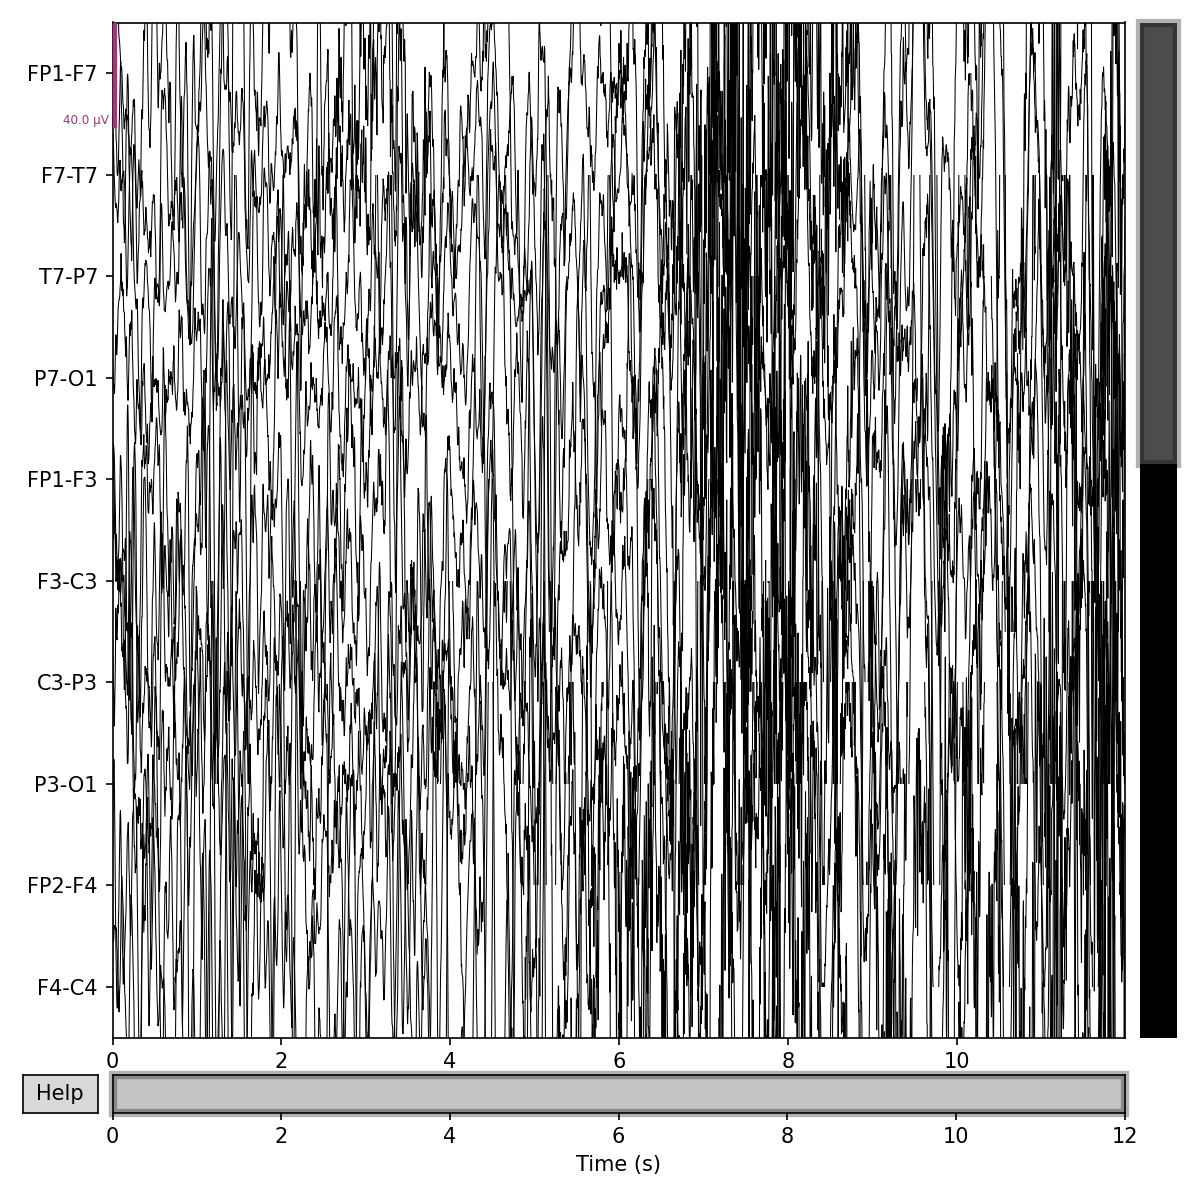 FP1-F7
40.0 µV
F7-T7
T7-P7
P7-O1
FP1-F3
F3-C3
C3-P3
P3-O1
FP2-F4
F4-C4
0 2 4 6 8 10
Help
0 2 4 6 8 10 12
Time (s)